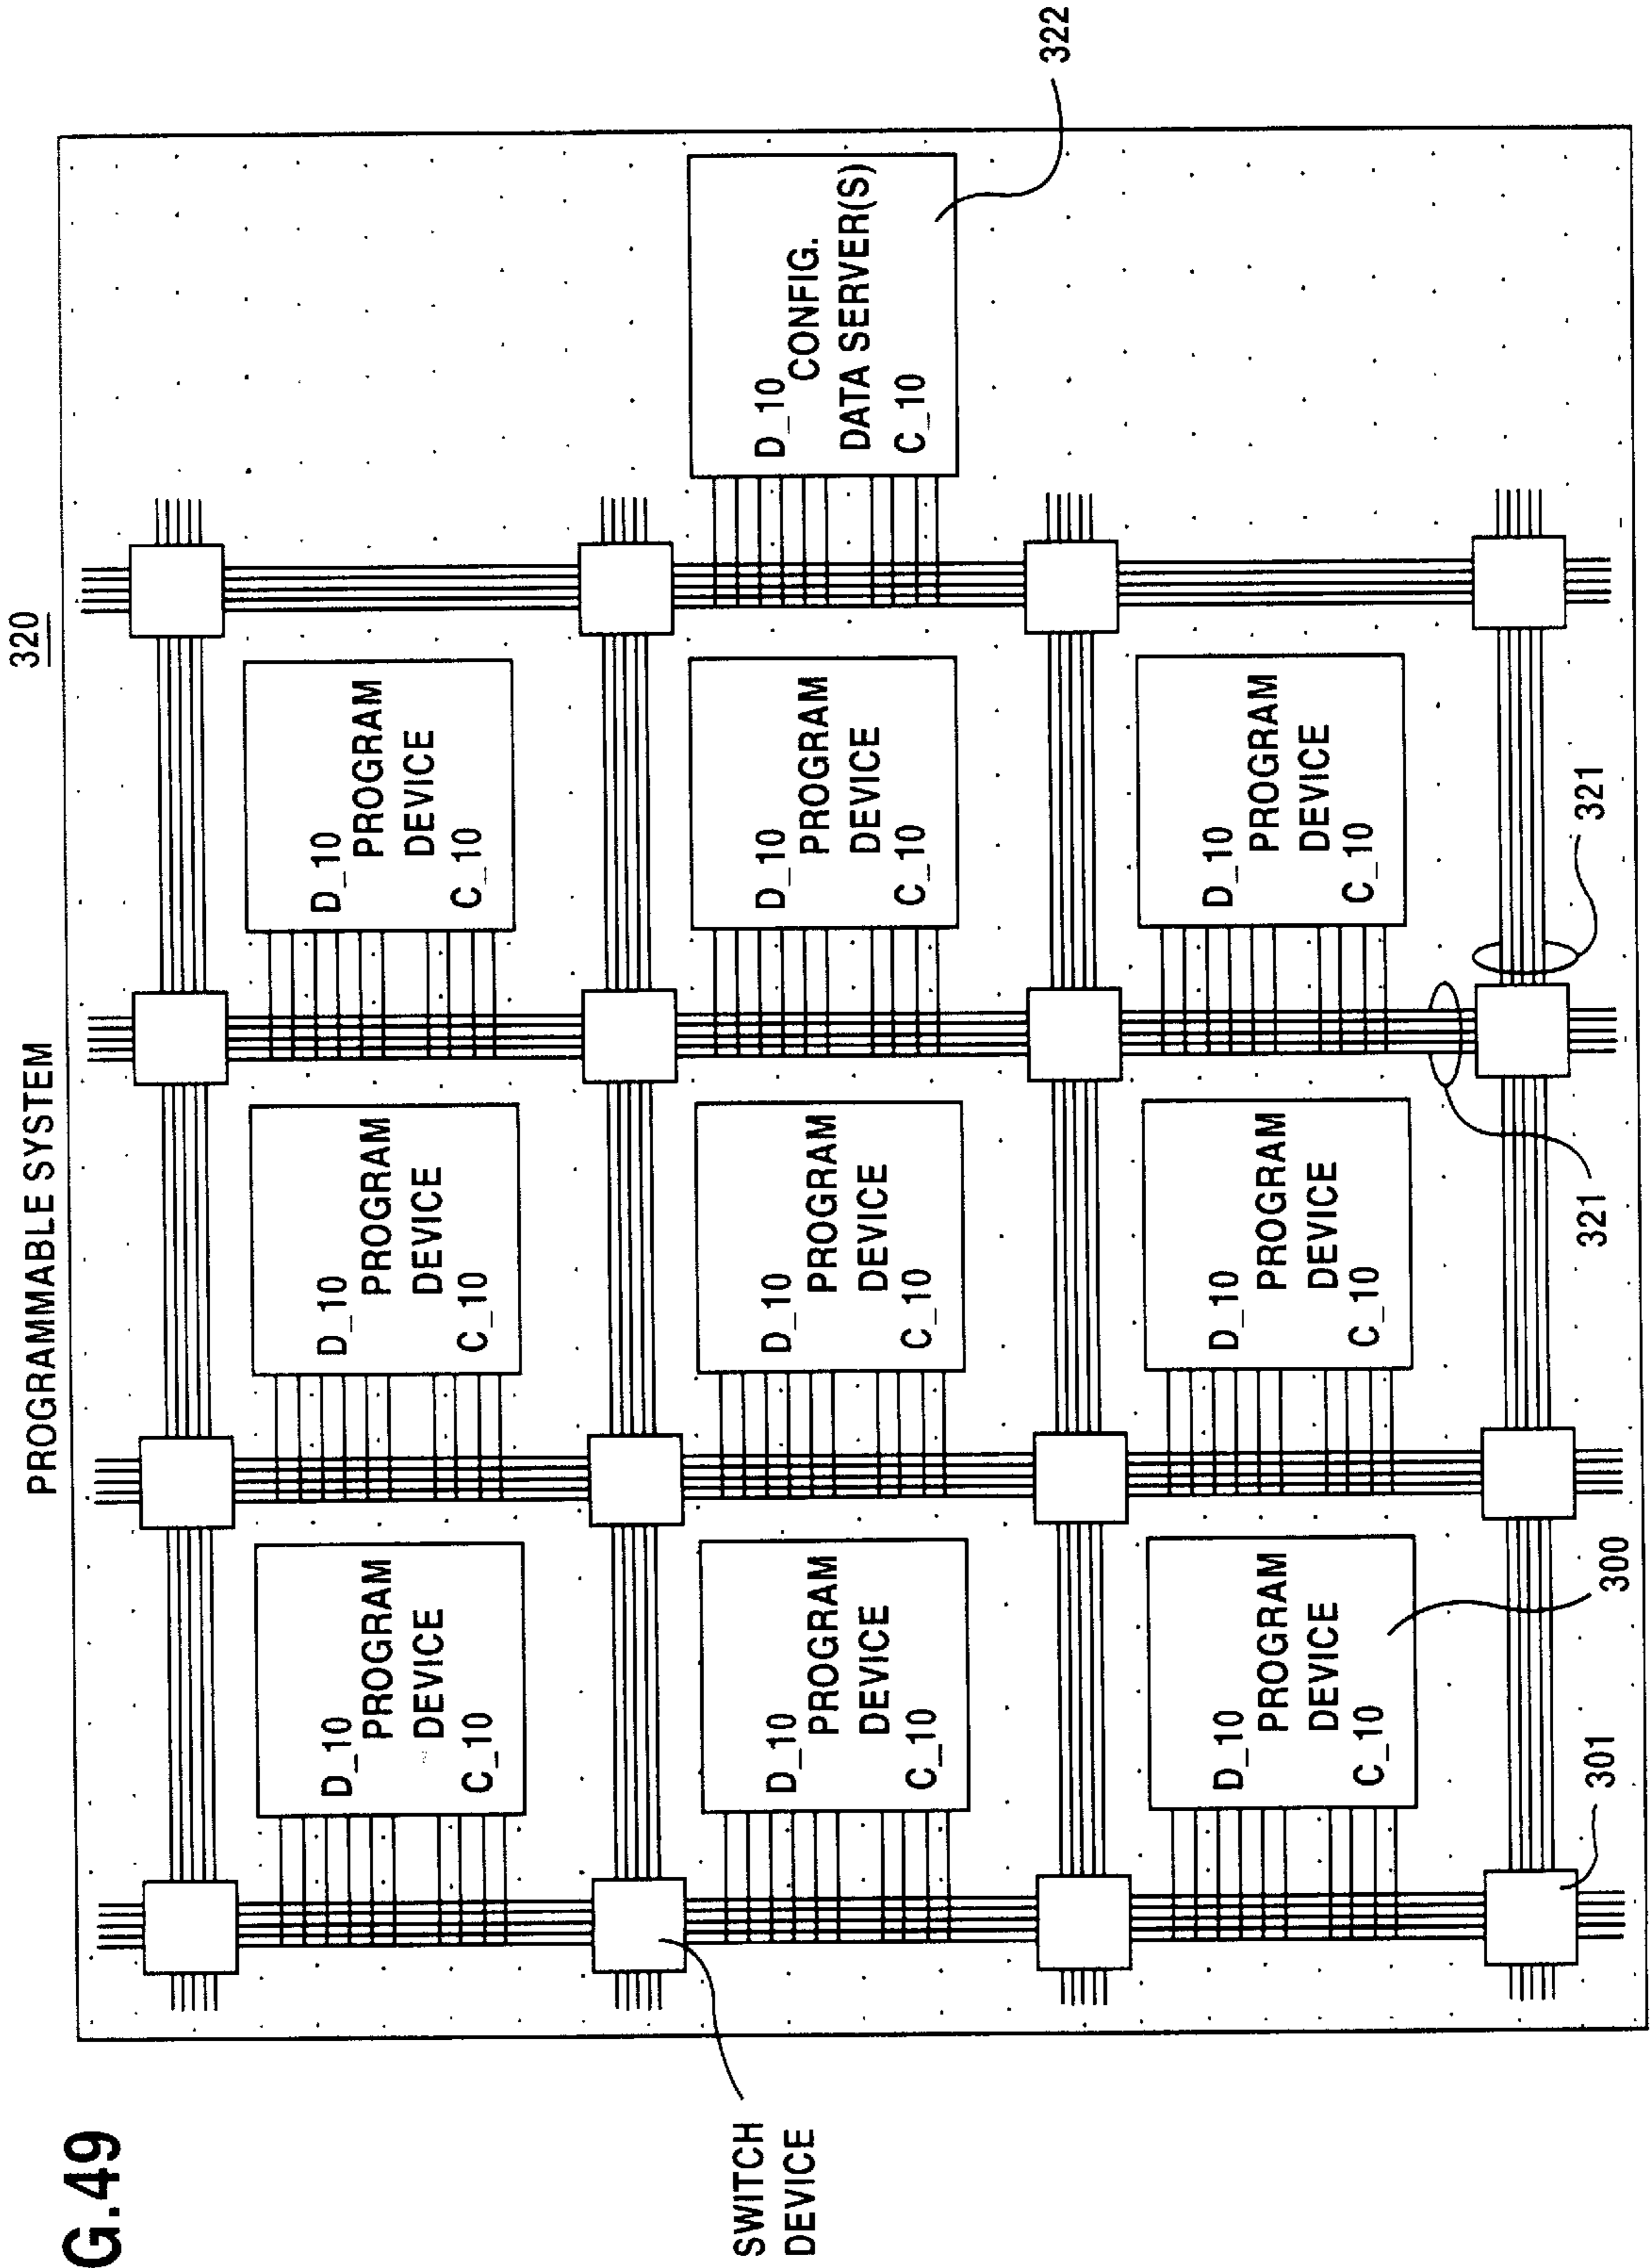 G.49
PROGRAMMABLE SYSTEM
320
D_10
PROGRAM
DEVICE
C_10
D_10
PROGRAM
DEVICE
C_10
D_10
PROGRAM
DEVICE
C_10
SWITCH
DEVICE
D_10
PROGRAM
DEVICE
C_10
D_10
PROGRAM
DEVICE
C_10
D_10
PROGRAM
DEVICE
C_10
D_10
CONFIG.
DATA SERVER(S)
C_10
322
D_10
PROGRAM
DEVICE
C_10
D_10
PROGRAM
DEVICE
C_10
D_10
PROGRAM
DEVICE
C_10
301
300
321
321